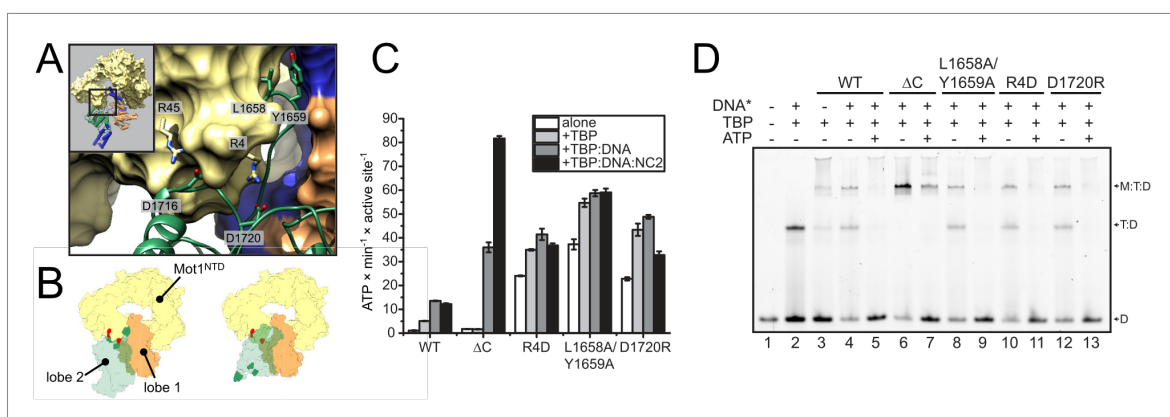 A
R45
L1658
Y1659
R4
D1716
D1720
B
Mot1NTD
lobe 2
lobe 1
C
ATP × min⁻¹ × active site⁻¹
90
80
70
60
50
40
30
20
10
0
alone
+TBP
+TBP:DNA
+TBP:DNA:NC2
WT
ΔC
R4D
L1658A/
Y1659A
D1720R
D
WT
ΔC
L1658A/
Y1659A
R4D
D1720R
DNA* - + - + + + + + + + + + +
TBP - + + + + + + + + + + + +
ATP - - - - + - + - + - + - +
M:T:D
T:D
D
1 2 3 4 5 6 7 8 9 10 11 12 13